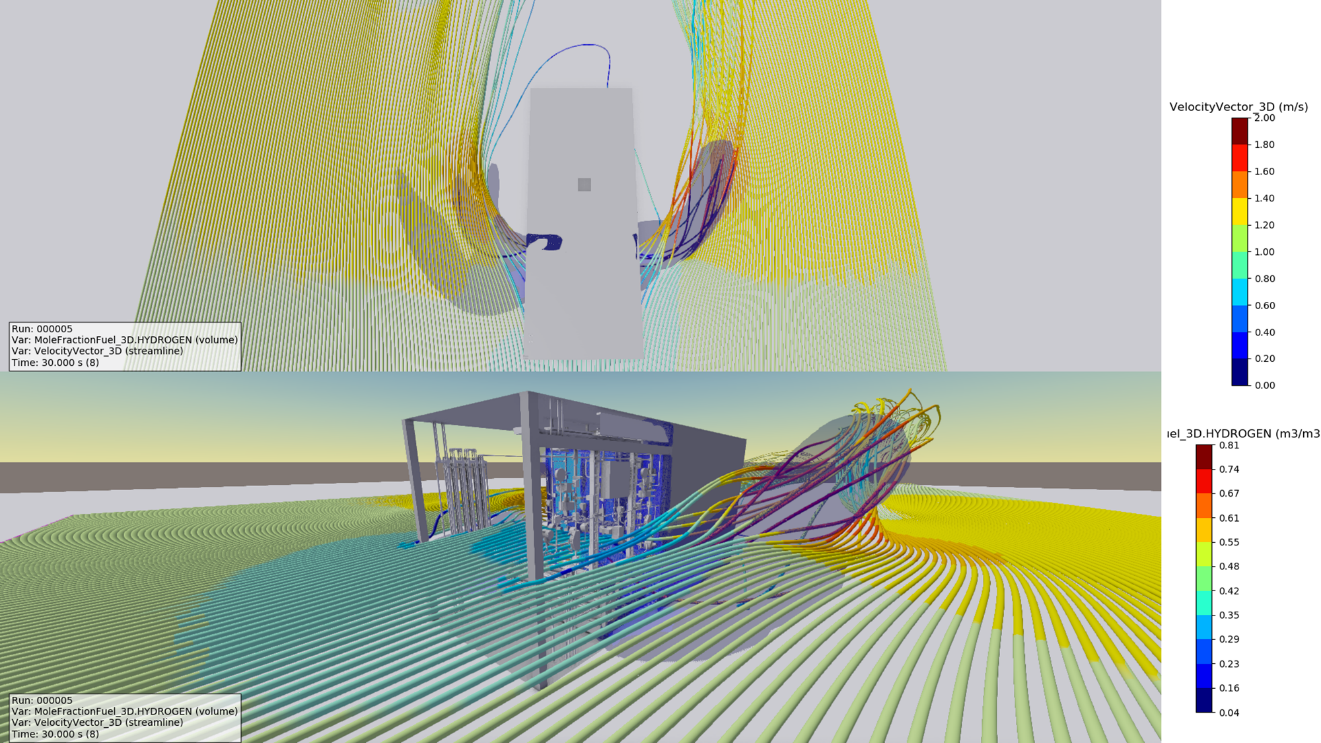 VelocityVector_3D (m/s)
2.00
1.80
1.60
1.40
1.20
1.00
0.80
0.60
0.40
0.20
0.00
Run: 000005
Var: MoleFractionFuel_3D.HYDROGEN (volume)
Var: VelocityVector_3D (streamline)
Time: 30.000 s (8)
uel_3D.HYDROGEN (m3/m3
0.81
0.74
0.67
0.61
0.55
0.48
0.42
0.35
0.29
0.23
0.16
0.04
Run: 000005
Var: MoleFractionFuel_3D.HYDROGEN (volume)
Var: VelocityVector_3D (streamline)
Time: 30.000 s (8)